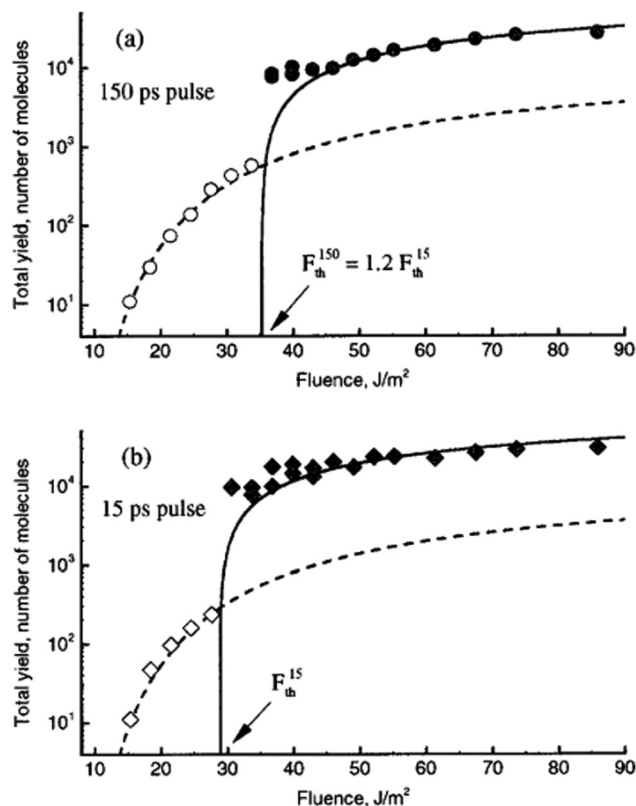 (a)
150 ps pulse
Total yield, number of molecules
10⁴
10³
10²
10¹
F_th^150 = 1.2 F_th^15
10 20 30 40 50 60 70 80 90
Fluence, J/m²
(b)
15 ps pulse
Total yield, number of molecules
10⁴
10³
10²
10¹
F_th^15
10 20 30 40 50 60 70 80 90
Fluence, J/m²